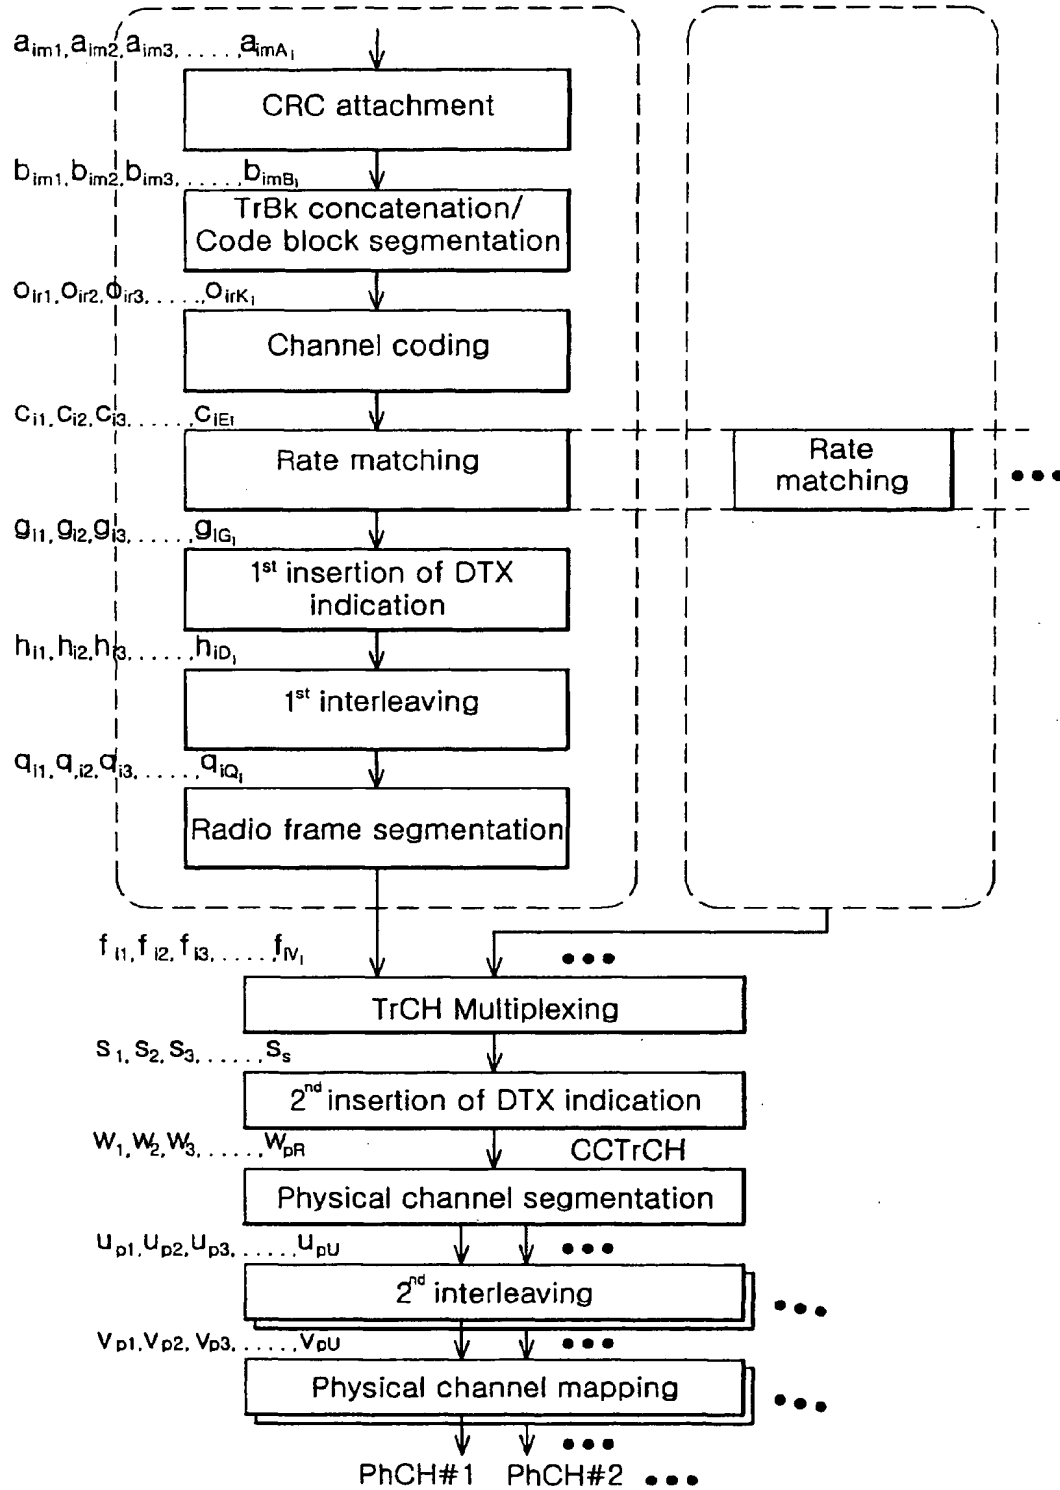 a_im1, a_im2, a_im3, ....., a_imA_i
CRC attachment
b_im1, b_im2, b_im3, ....., b_imB_i
TrBk concatenation/
Code block segmentation
o_ir1, o_ir2, o_ir3, ....., o_irK_i
Channel coding
c_i1, c_i2, c_i3, ....., c_iE_i
Rate matching
Rate
matching
g_i1, g_i2, g_i3, ....., g_iG_i
1st insertion of DTX
indication
h_i1, h_i2, h_i3, ....., h_iD_i
1st interleaving
q_i1, q_,i2, q_i3, ....., q_iQ_i
Radio frame segmentation
f_i1, f_i2, f_i3, ....., f_iV_i
TrCH Multiplexing
s_1, s_2, s_3, ....., s_s
2nd insertion of DTX indication
w_1, w_2, w_3, ....., w_pR
CCTrCH
Physical channel segmentation
u_p1, u_p2, u_p3, ....., u_pU
2nd interleaving
v_p1, v_p2, v_p3, ....., v_pU
Physical channel mapping
PhCH#1 PhCH#2